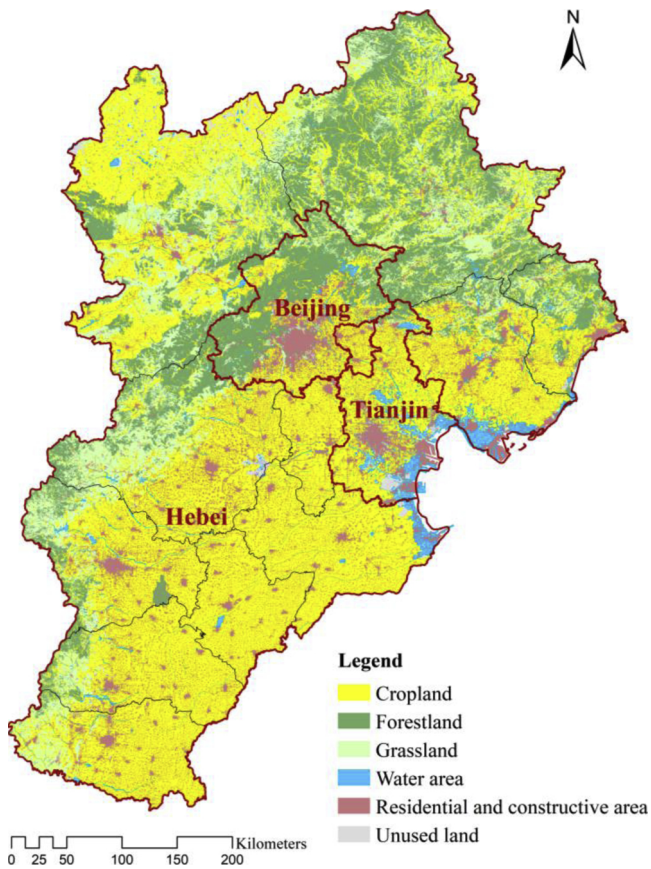 N
Beijing
Tianjin
Hebei
Legend
Cropland
Forestland
Grassland
Water area
Residential and constructive area
Unused land
Kilometers
0 25 50 100 150 200